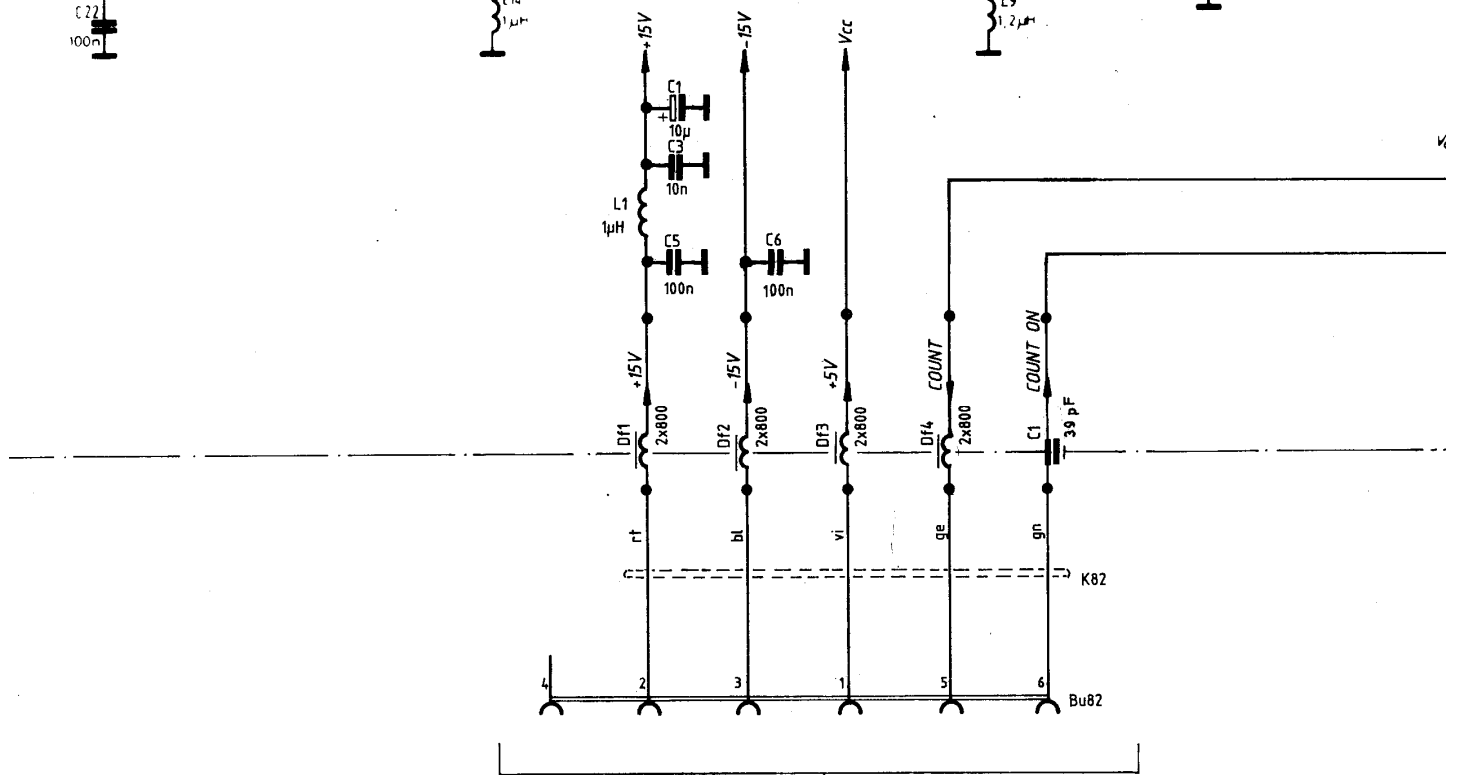 C22
100n
1µH
+15V
-15V
Vcc
L9
1,2µH
C1
+
10µ
C3
10n
L1
1µH
C5
100n
C6
100n
+15V
-15V
+5V
COUNT
COUNT ON
Df1
2x800
Df2
2x800
Df3
2x800
Df4
2x800
C1
39 pF
rt
bl
vi
ge
gn
K82
4
2
3
1
5
6
Bu82